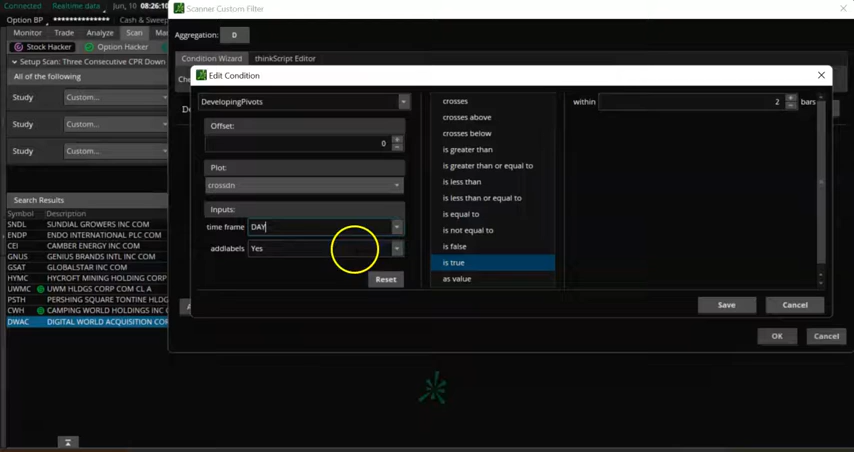 Connected Realtime data Jun, 10 08:26:10
Scanner Custom Filter
Option BP ************** Cash & Sweep
Monitor Trade Analyze Scan
Aggregation: D
Stock Hacker Option Hacker
Condition Wizard thinkScript Editor
Setup Scan: Three Consecutive CPR Down
All of the following
Edit Condition
Study Custom...
Study Custom...
Study Custom...
DevelopingPivots
Offset:
0
Plot:
crossdn
Inputs:
time frame DAY
addlabels Yes
Reset
crosses
crosses above
crosses below
is greater than
is greater than or equal to
is less than
is less than or equal to
is equal to
is not equal to
is false
is true
as value
within 2 bars
Save Cancel
OK Cancel
Search Results
Symbol Description
SNDL SUNDIAL GROWERS INC COM
ENDP ENDO INTERNATIONAL PLC COM
CEI CAMBER ENERGY INC COM
GNUS GENIUS BRANDS INTL INC COM
GSAT GLOBALSTAR INC COM
HYMC HYCROFT MINING HOLDING CORP
UWMC UWM HLDGS CORP COM CL A
PSTH PERSHING SQUARE TONTINE HLDG
CWH CAMPING WORLD HOLDINGS INC
DWAC DIGITAL WORLD ACQUISITION COR